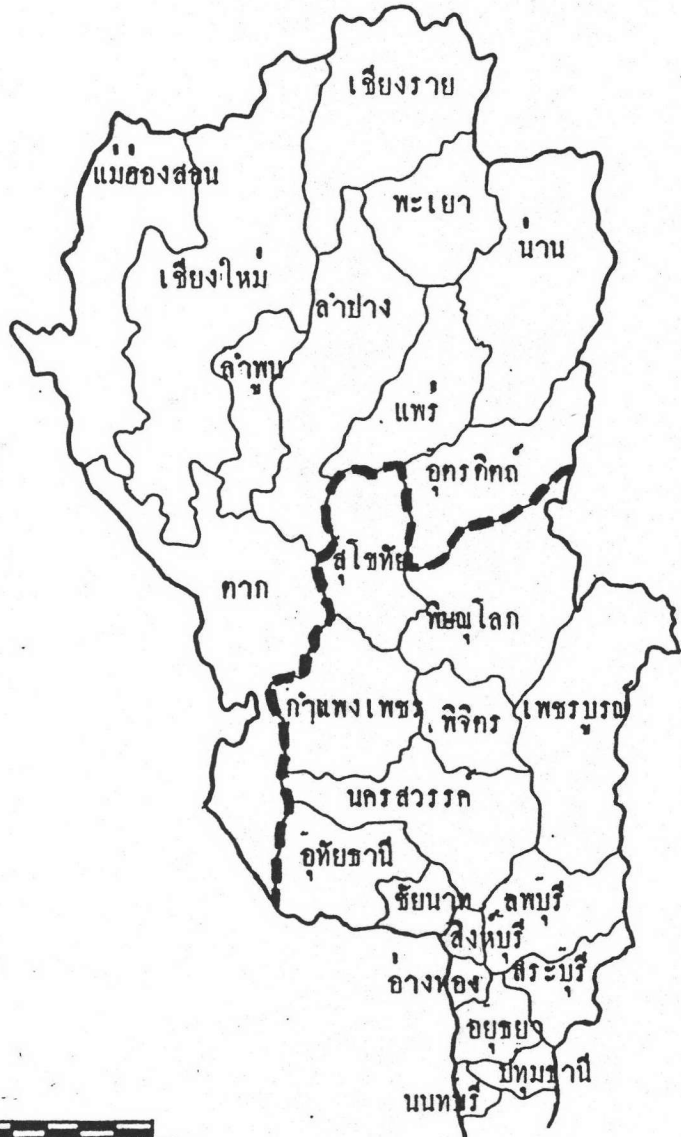 เชียงราย
แม่ฮ่องสอน
พะเยา
น่าน
เชียงใหม่
ลำปาง
ลำพูน
แพร่
อุตรดิตถ์
สุโขทัย
ตาก
พิษณุโลก
กำแพงเพชร
พิจิตร
เพชรบูรณ์
นครสวรรค์
อุทัยธานี
ชัยนาท
ลพบุรี
สิงห์บุรี
สระบุรี
อ่างทอง
อยุธยา
ปทุมธานี
นนทบุรี